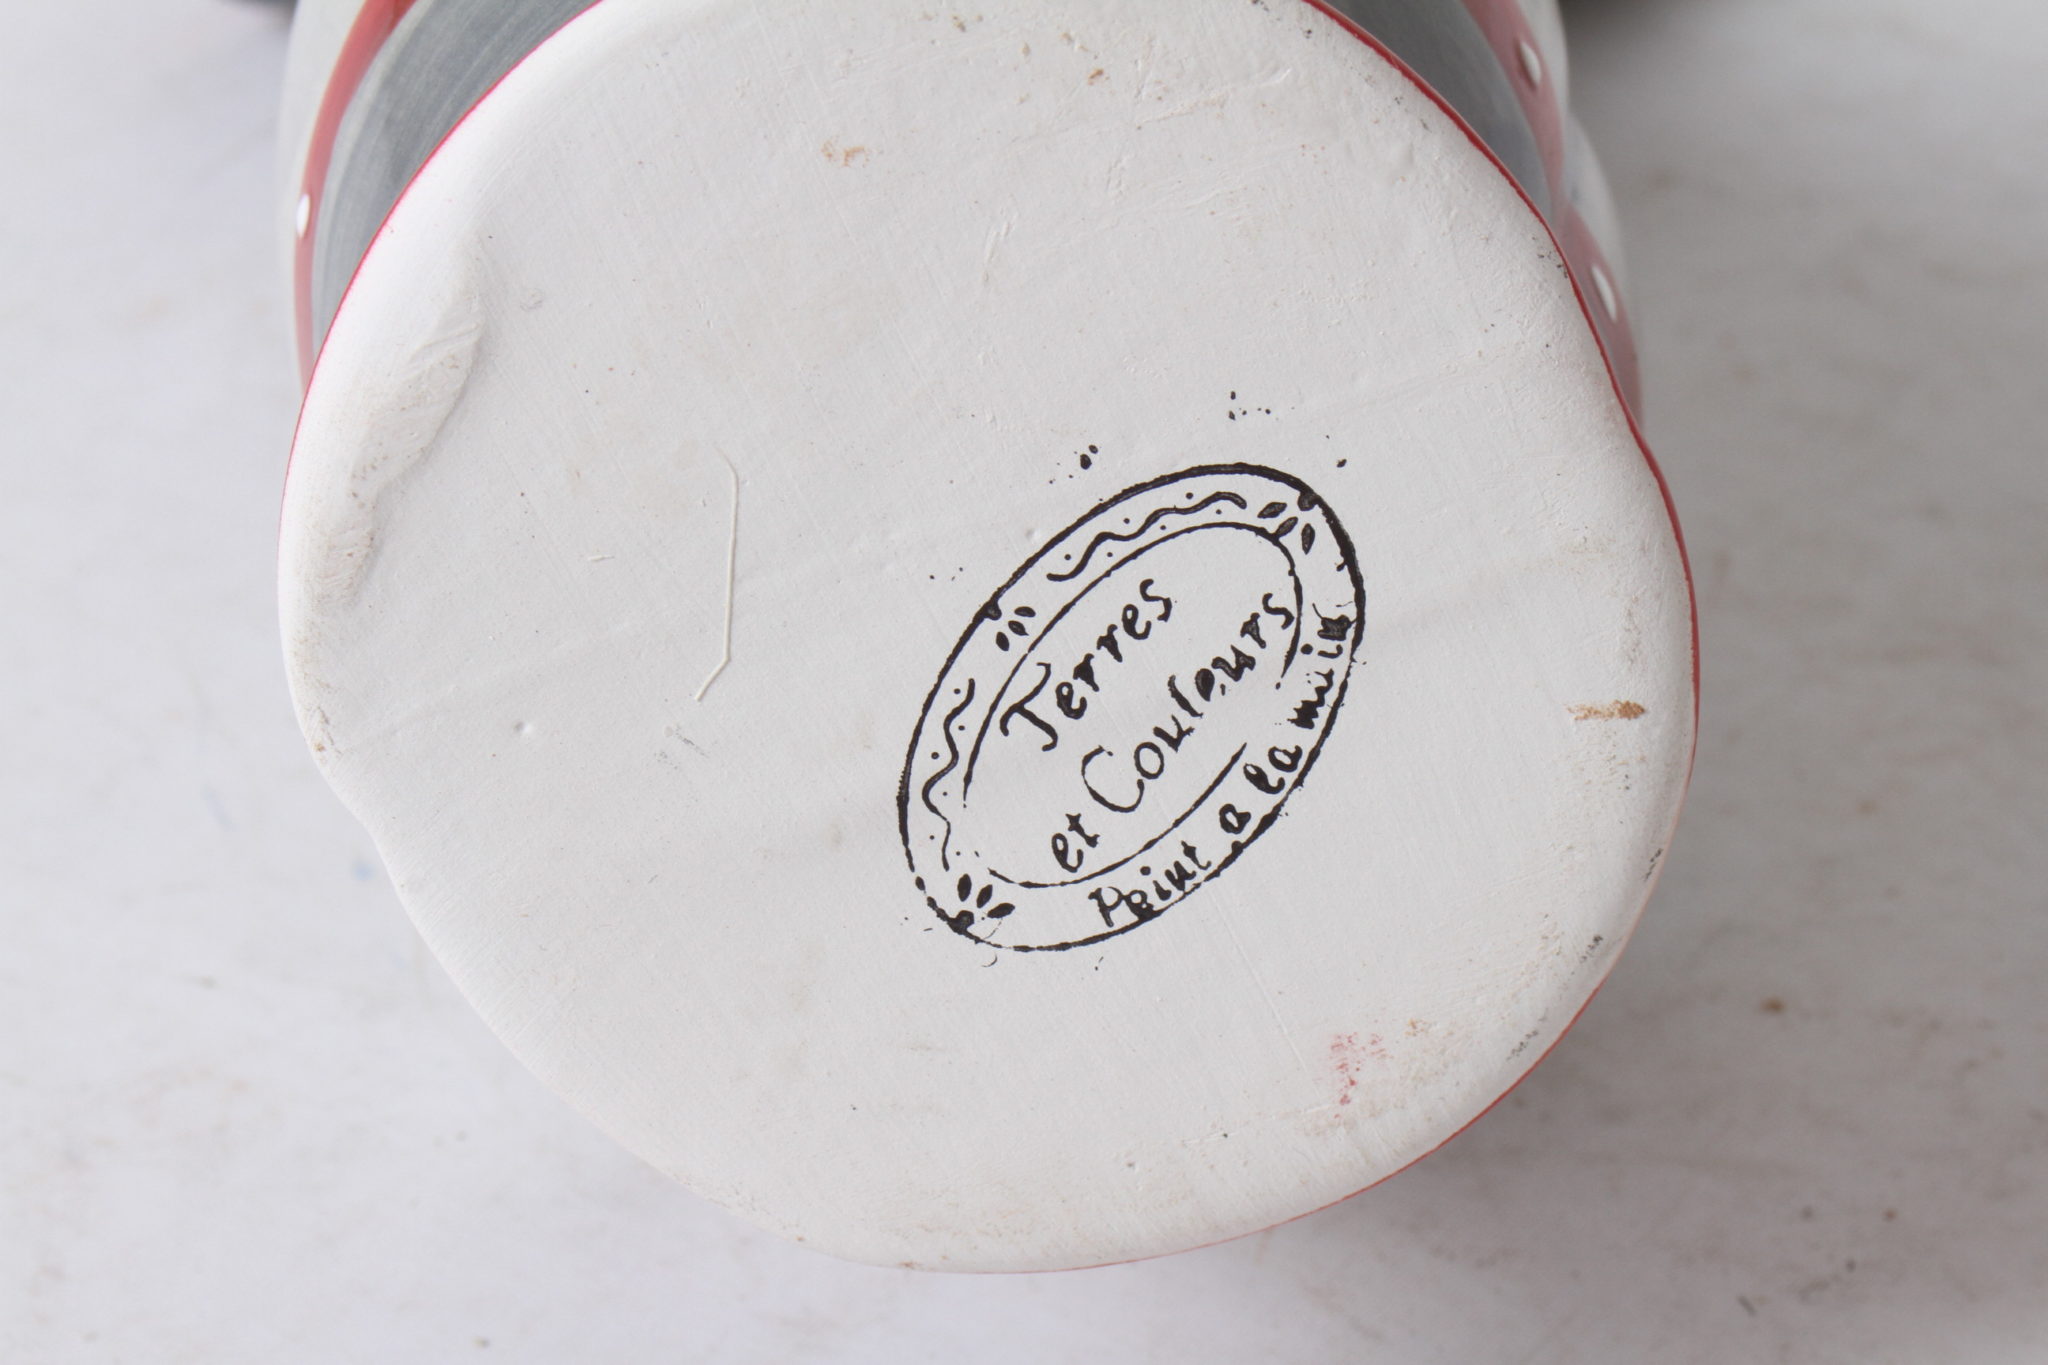 Terres
et Couleurs
Peint a la main